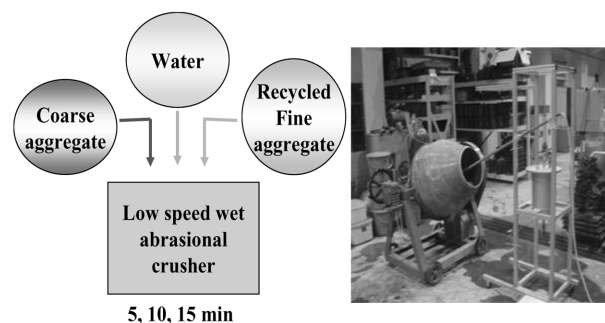 Water
Coarse
aggregate
Recycled
Fine
aggregate
Low speed wet
abrasional
crusher
5, 10, 15 min